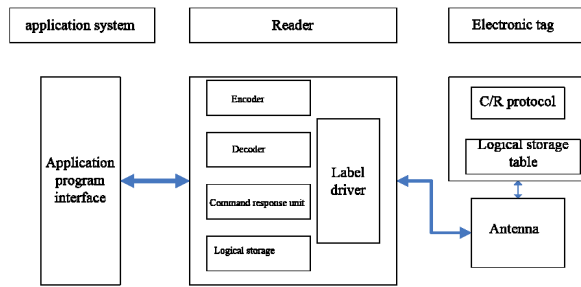 application system
Reader
Electronic tag
Application
program
interface
Encoder
Decoder
Command response unit
Logical storage
Label
driver
C/R protocol
Logical storage
table
Antenna